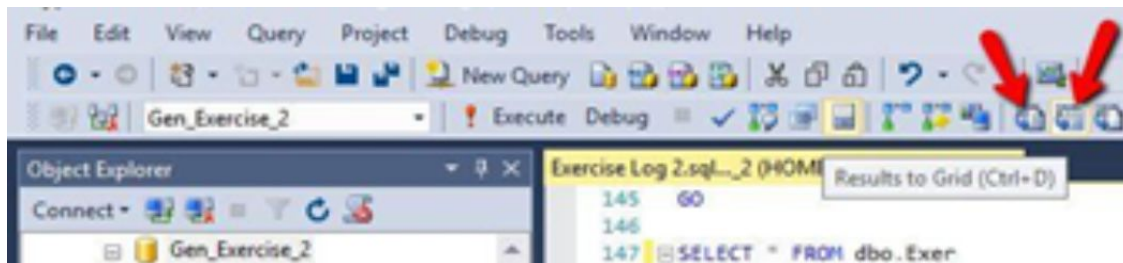 File Edit View Query Project Debug Tools Window Help
New Query
Gen_Exercise_2 Execute Debug
Object Explorer
Exercise Log 2.sql..._2 (HOME
Results to Grid (Ctrl+D)
Connect
145 GO
146
Gen_Exercise_2
147 SELECT * FROM dbo.Exer